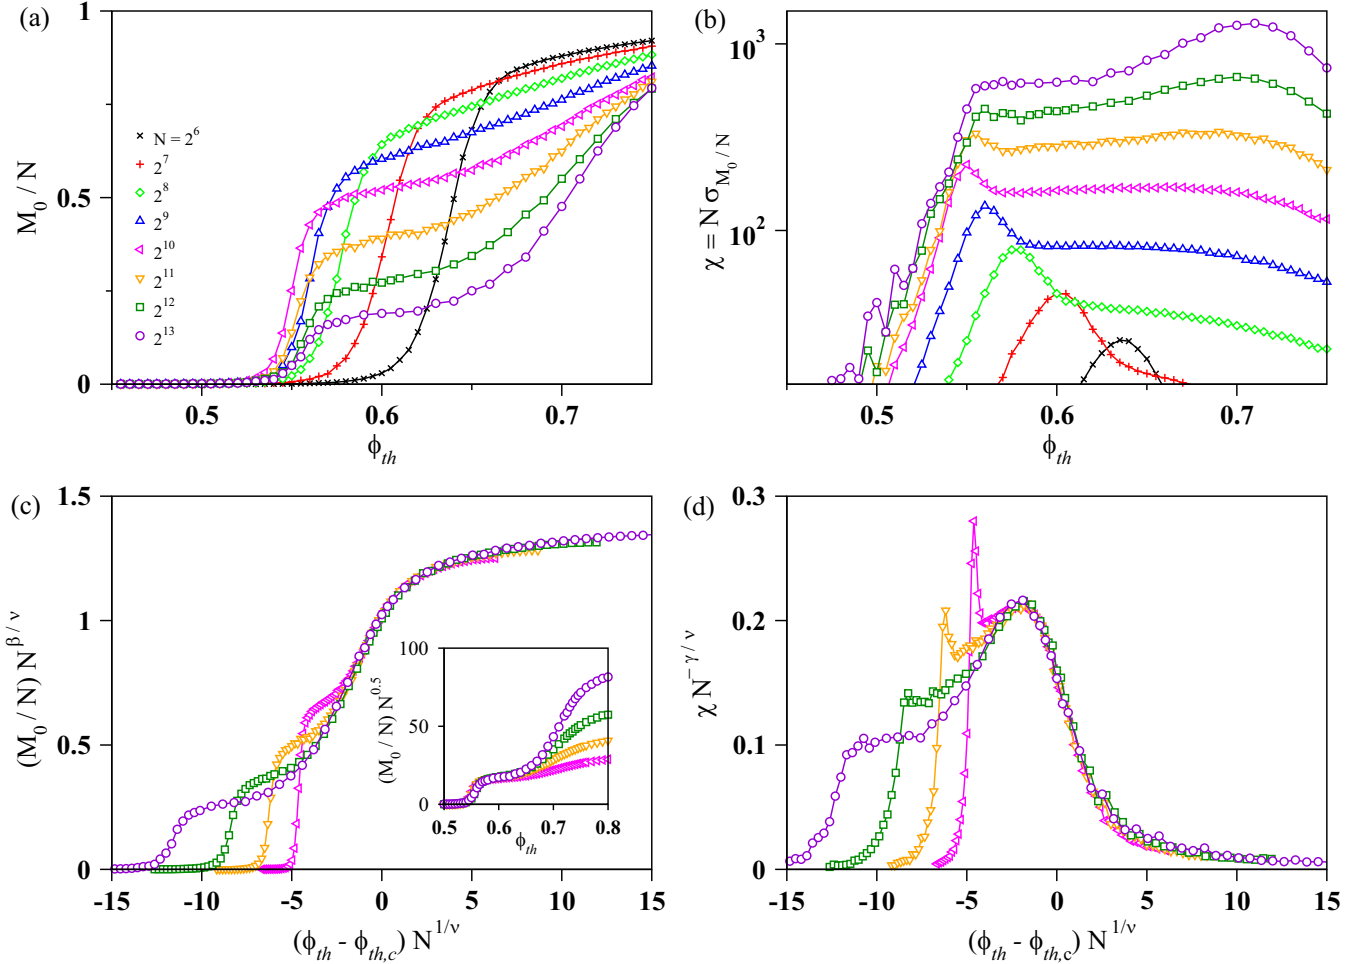 (a)
1
0.5
0
M0 / N
N = 2^6
2^7
2^8
2^9
2^10
2^11
2^12
2^13
0.5 0.6 0.7
ϕth
(b)
10^3
10^2
χ = N σM0 / N
0.5 0.6 0.7
ϕth
(c)
1.5
1
0.5
0
(M0 / N) N^β / ν
-15 -10 -5 0 5 10 15
(ϕth - ϕth,c) N^1/ν
100
50
0
(M0 / N) N^0.5
0.5 0.6 0.7 0.8
ϕth
(d)
0.3
0.2
0.1
0
χ N^- γ / ν
-15 -10 -5 0 5 10 15
(ϕth - ϕth,c) N^1/ν